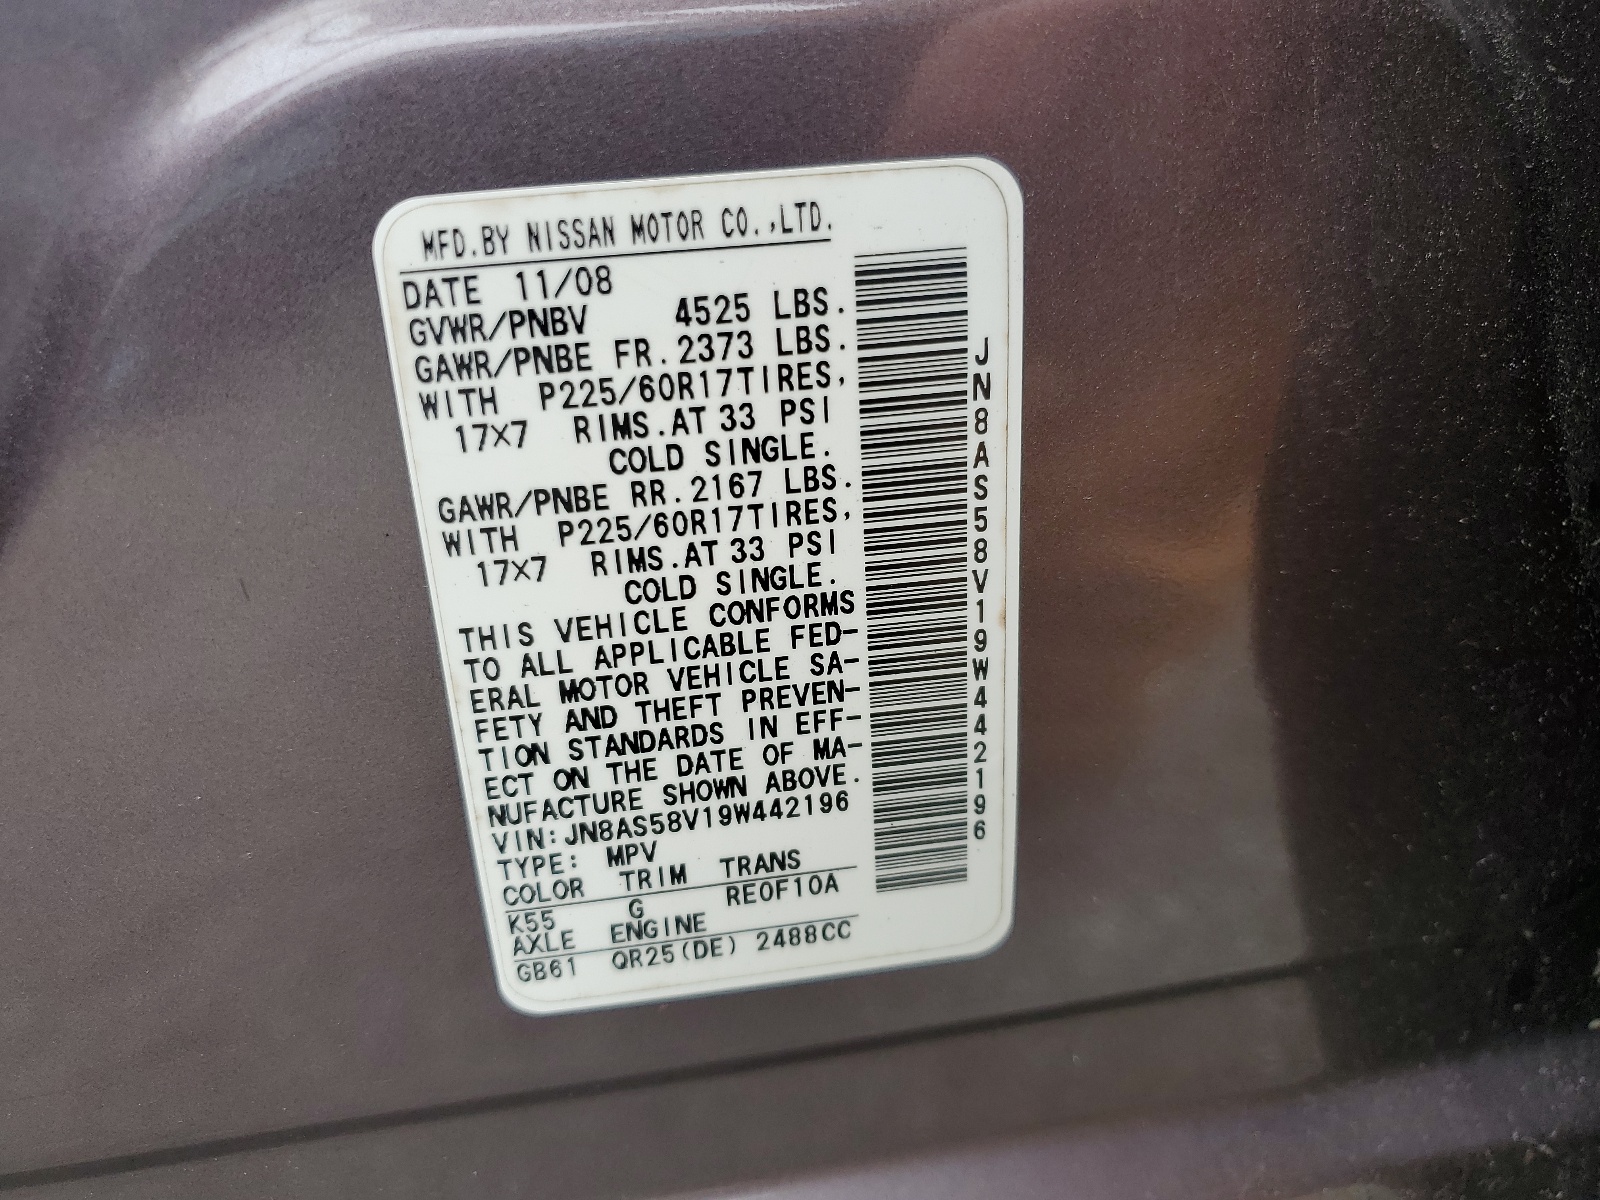 MFD.BY NISSAN MOTOR CO.,LTD.
DATE 11/08
GVWR/PNBV 4525 LBS.
GAWR/PNBE FR.2373 LBS.
WITH P225/60R17TIRES,
17×7 RIMS.AT 33 PSI
COLD SINGLE.
GAWR/PNBE RR.2167 LBS.
WITH P225/60R17TIRES,
17×7 RIMS.AT 33 PSI
COLD SINGLE.
THIS VEHICLE CONFORMS
TO ALL APPLICABLE FED-
ERAL MOTOR VEHICLE SA-
FETY AND THEFT PREVEN-
TION STANDARDS IN EFF-
ECT ON THE DATE OF MA-
NUFACTURE SHOWN ABOVE.
VIN:JN8AS58V19W442196
TYPE: MPV
COLOR TRIM TRANS
K55 G RE0F10A
AXLE ENGINE
GB61 QR25(DE) 2488CC
JN8AS58V19W442196